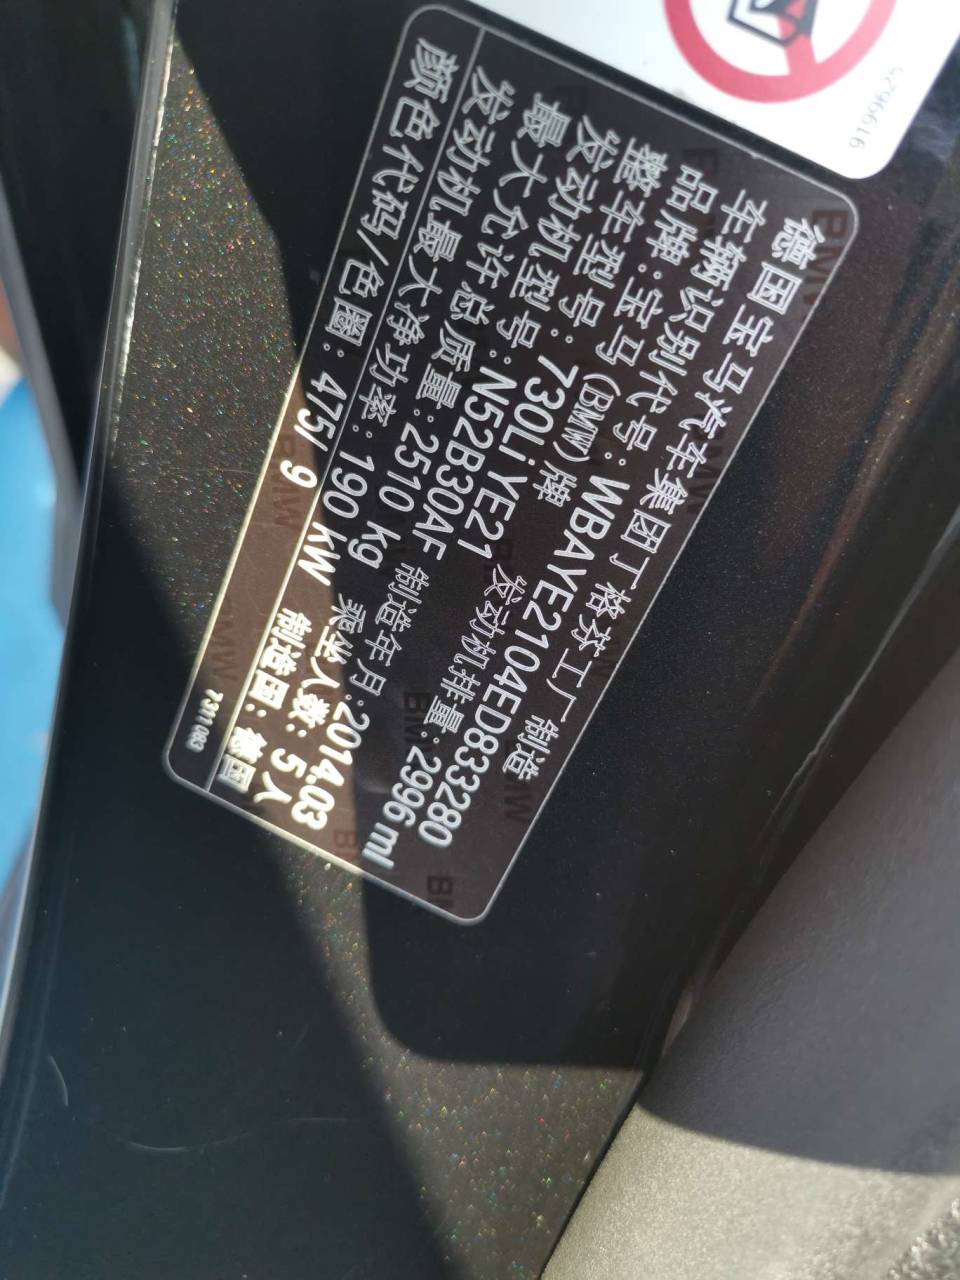 德国宝马汽车集团丁格芬工厂 制造
车辆识别代号: WBAYE2104ED833280
品牌: 宝马 (BMW) 牌
整车型号: 730Li YE21 发动机排量: 2996 ml
发动机型号: N52B30AF 制造年月: 2014.03
最大允许总质量: 2510 kg 乘坐人数: 5人
发动机最大净功率: 190 kW 制造国: 德国
颜色代码/色圈: 475/ 9
7311 083
9199625